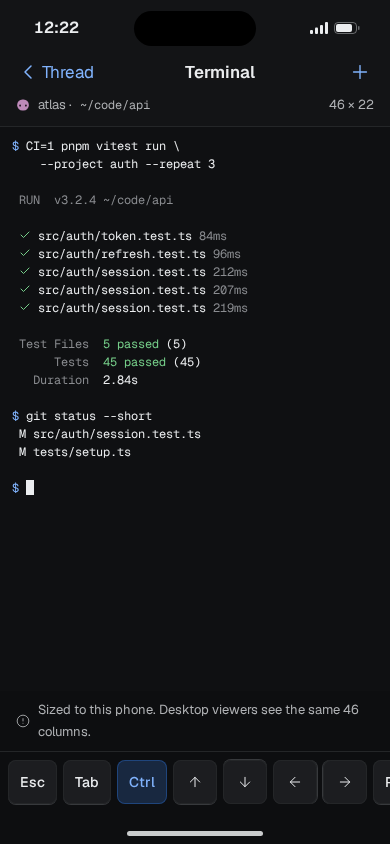 12:22
Thread
Terminal
atlas · ~/code/api
46 × 22
$ CI=1 pnpm vitest run \
--project auth --repeat 3
RUN v3.2.4 ~/code/api
✓ src/auth/token.test.ts 84ms
✓ src/auth/refresh.test.ts 96ms
✓ src/auth/session.test.ts 212ms
✓ src/auth/session.test.ts 207ms
✓ src/auth/session.test.ts 219ms
Test Files 5 passed (5)
Tests 45 passed (45)
Duration 2.84s
$ git status --short
M src/auth/session.test.ts
M tests/setup.ts
$
Sized to this phone. Desktop viewers see the same 46
columns.
Esc Tab Ctrl ↑ ↓ ← →